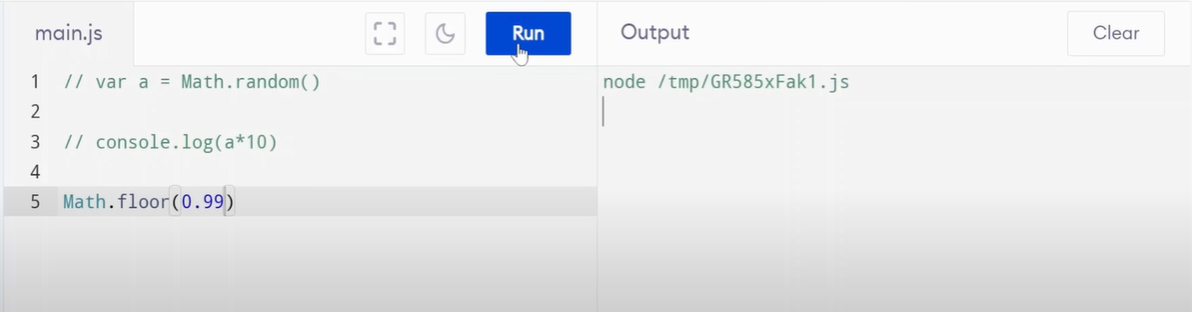 main.js
Run
Output
Clear
1 // var a = Math.random()
2
3 // console.log(a*10)
4
5 Math.floor(0.99)
node /tmp/GR585xFak1.js